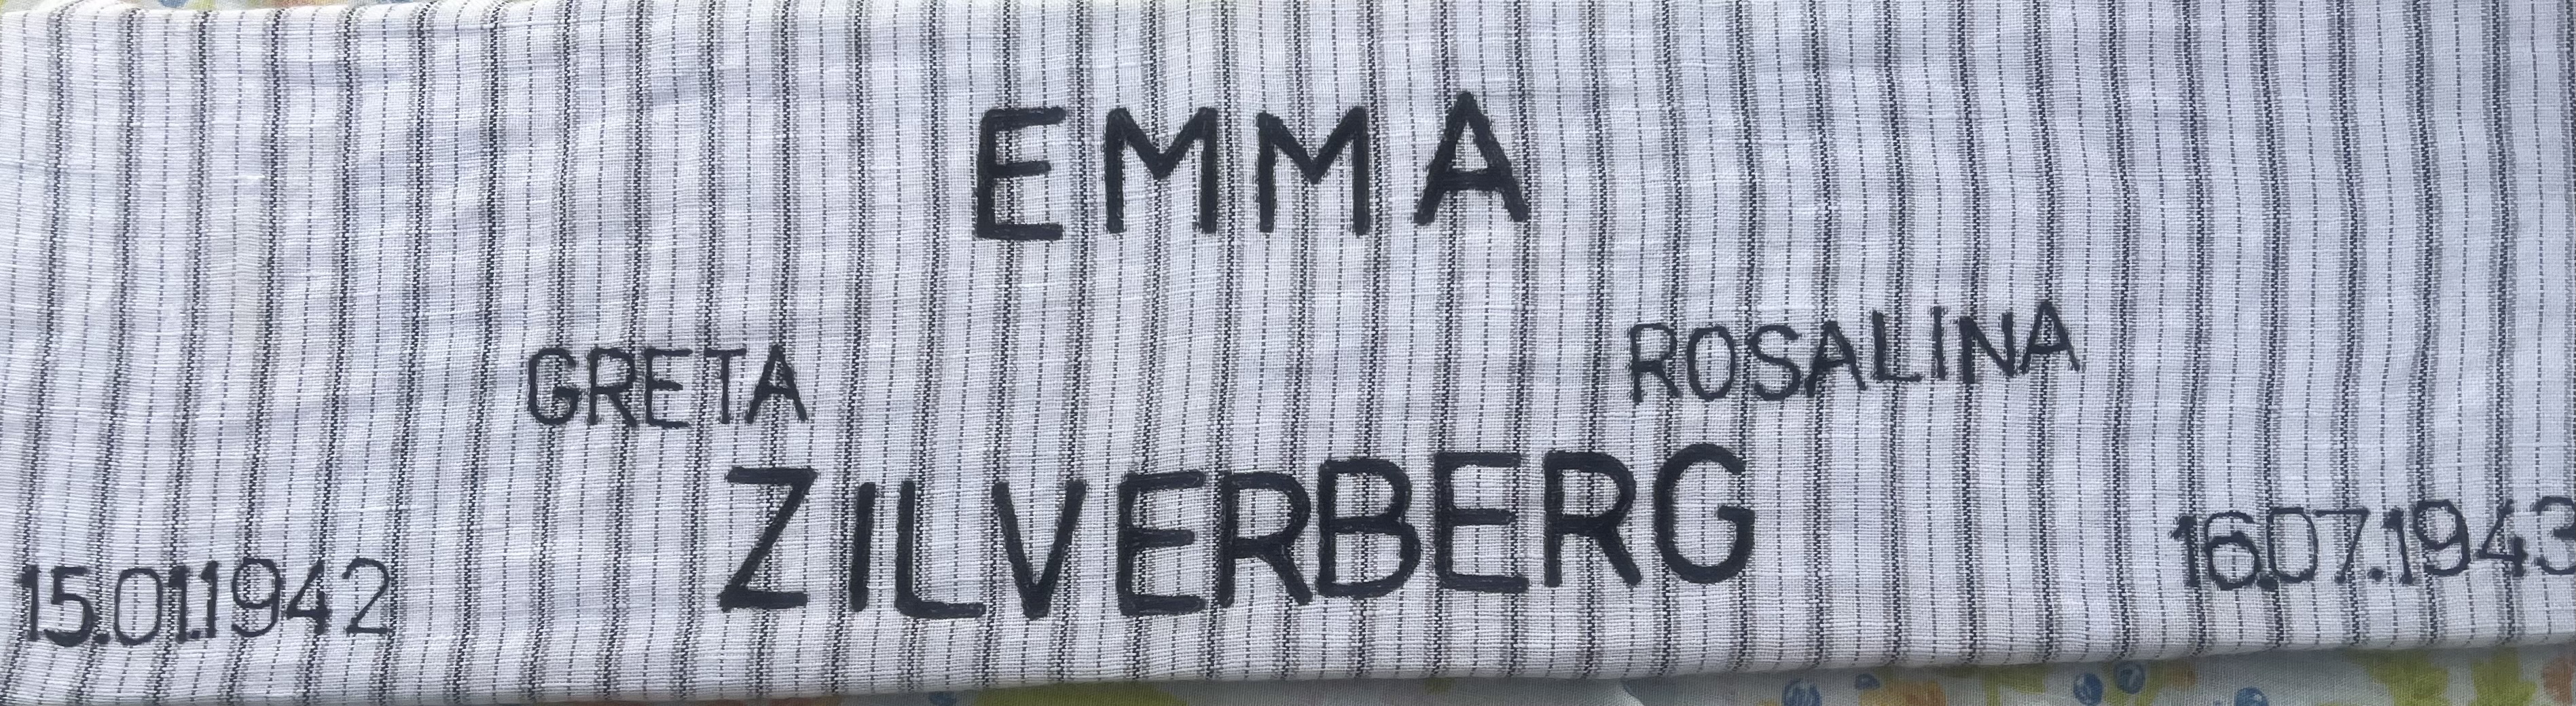 EMMA
GRETA ROSALINA
ZILVERBERG
15.01.1942 16.07.1943